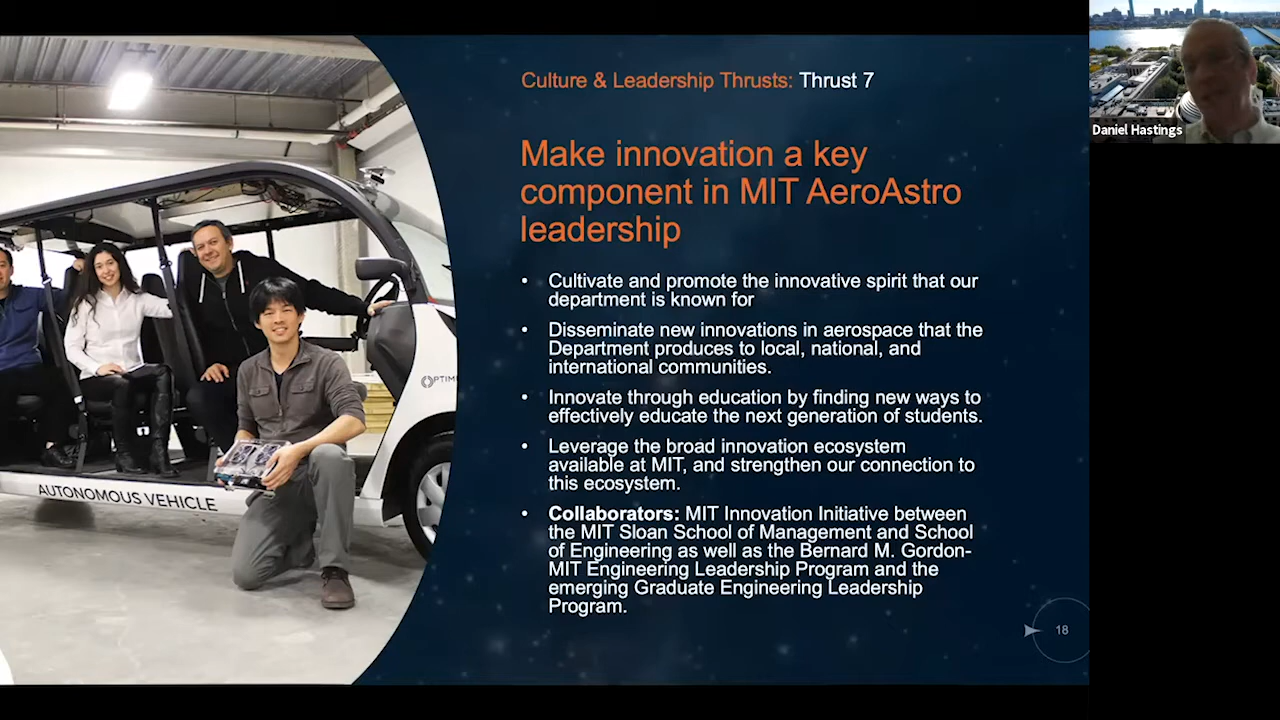 Culture & Leadership Thrusts: Thrust 7
Make innovation a key
component in MIT AeroAstro
leadership
• Cultivate and promote the innovative spirit that our
department is known for
• Disseminate new innovations in aerospace that the
Department produces to local, national, and
international communities.
• Innovate through education by finding new ways to
effectively educate the next generation of students.
• Leverage the broad innovation ecosystem
available at MIT, and strengthen our connection to
this ecosystem.
• Collaborators: MIT Innovation Initiative between
the MIT Sloan School of Management and School
of Engineering as well as the Bernard M. Gordon-
MIT Engineering Leadership Program and the
emerging Graduate Engineering Leadership
Program.
18
AUTONOMOUS VEHICLE
Daniel Hastings